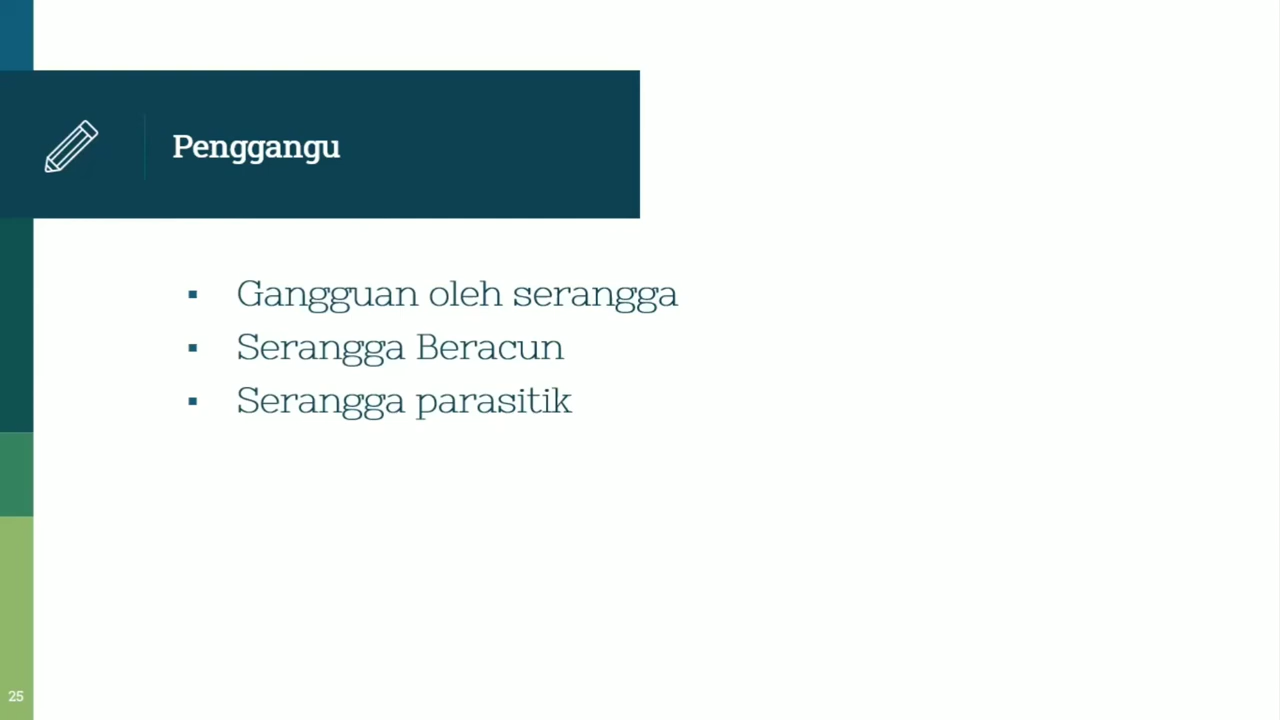 Penggangu
Gangguan oleh serangga
Serangga Beracun
Serangga parasitik
25